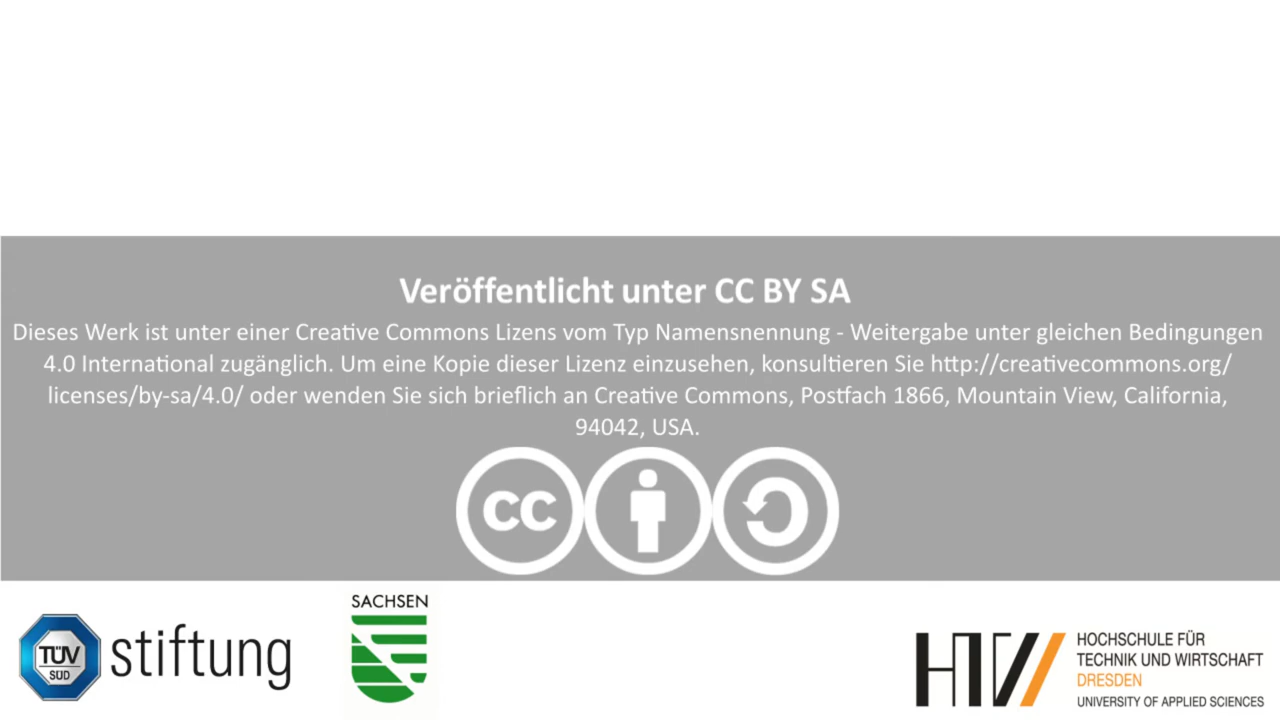 Veröffentlicht unter CC BY SA
Dieses Werk ist unter einer Creative Commons Lizens vom Typ Namensnennung - Weitergabe unter gleichen Bedingungen
4.0 International zugänglich. Um eine Kopie dieser Lizenz einzusehen, konsultieren Sie http://creativecommons.org/
licenses/by-sa/4.0/ oder wenden Sie sich brieflich an Creative Commons, Postfach 1866, Mountain View, California,
94042, USA.
cc
TÜV
SÜD
stiftung
SACHSEN
HTW
HOCHSCHULE FÜR
TECHNIK UND WIRTSCHAFT
DRESDEN
UNIVERSITY OF APPLIED SCIENCES